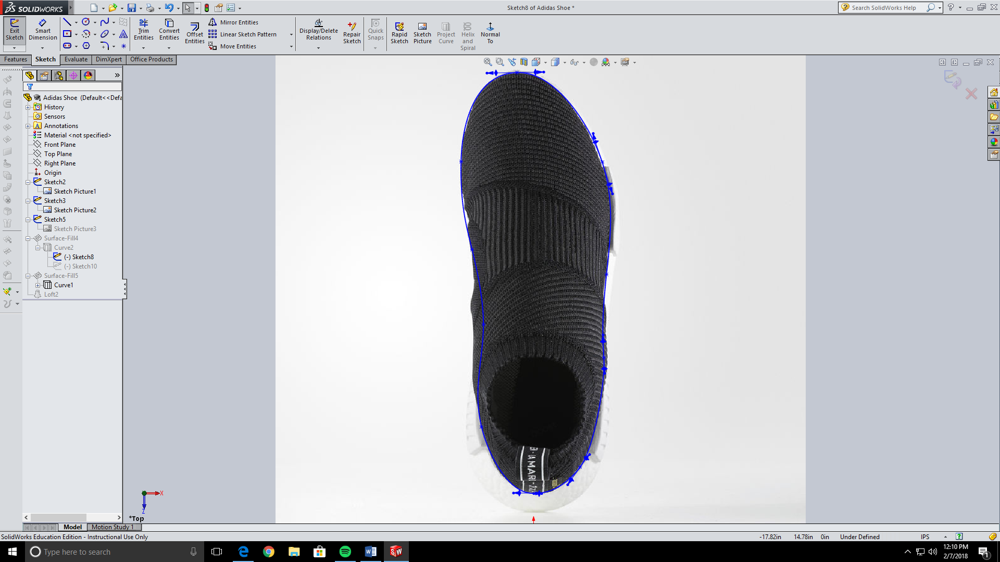 SOLIDWORKS
Sketch8 of Adidas Shoe *
Search SolidWorks Help
Exit Sketch
Smart Dimension
Trim Entities
Convert Entities
Offset Entities
Mirror Entities
Linear Sketch Pattern
Move Entities
Display/Delete Relations
Repair Sketch
Quick Snaps
Rapid Sketch
Sketch Picture
Project Curve
Helix and Spiral
Normal To
Features
Sketch
Evaluate
DimXpert
Office Products
Adidas Shoe (Default<<Defa
History
Sensors
Annotations
Material <not specified>
Front Plane
Top Plane
Right Plane
Origin
Sketch2
Sketch Picture1
Sketch3
Sketch Picture2
Sketch5
Sketch Picture3
Surface-Fill4
Curve2
(-) Sketch8
(-) Sketch10
Surface-Fill5
Curve1
Loft2
X
Z
*Top
Model
Motion Study 1
SolidWorks Education Edition - Instructional Use Only
-17.82in
14.78in
0in
Under Defined
IPS
Type here to search
12:10 PM
2/7/2018
1